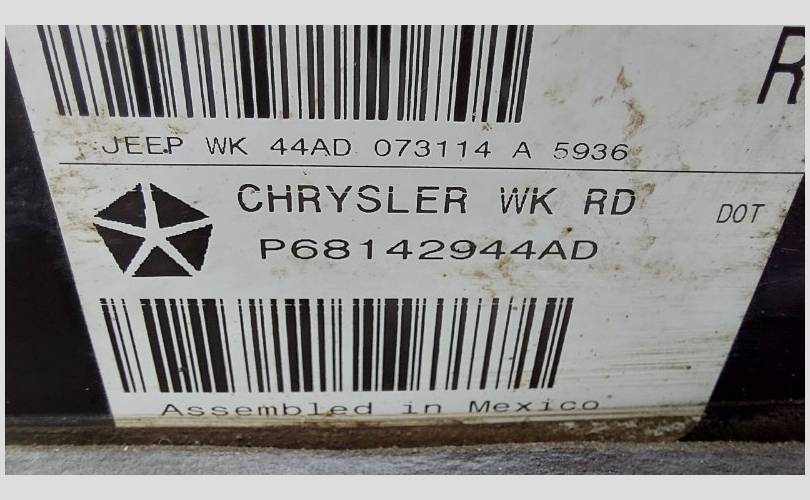 R
JEEP WK 44AD 073114 A 5936
CHRYSLER WK RD
DOT
P68142944AD
Assembled in Mexico